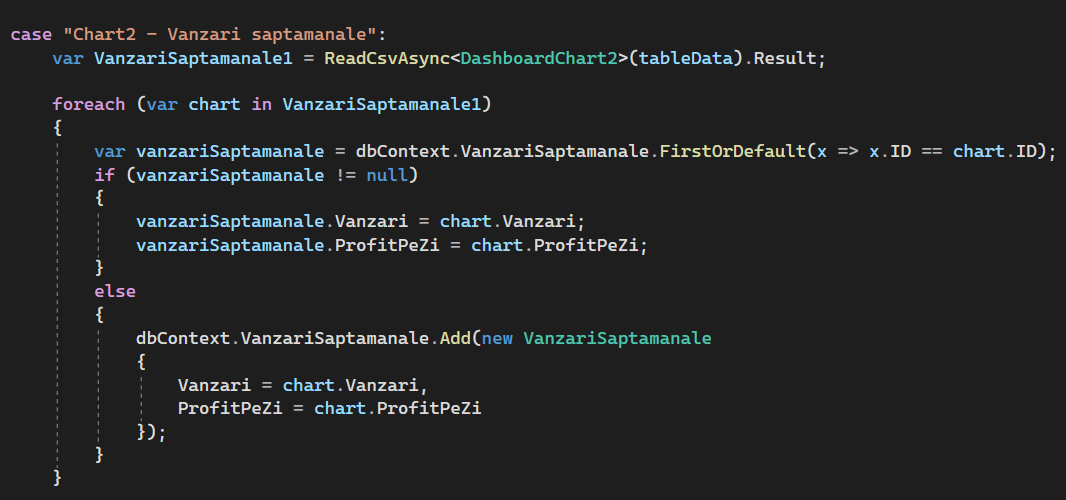 case "Chart2 - Vanzari saptamanale":
var VanzariSaptamanale1 = ReadCsvAsync<DashboardChart2>(tableData).Result;
foreach (var chart in VanzariSaptamanale1)
{
var vanzariSaptamanale = dbContext.VanzariSaptamanale.FirstOrDefault(x => x.ID == chart.ID);
if (vanzariSaptamanale != null)
{
vanzariSaptamanale.Vanzari = chart.Vanzari;
vanzariSaptamanale.ProfitPeZi = chart.ProfitPeZi;
}
else
{
dbContext.VanzariSaptamanale.Add(new VanzariSaptamanale
{
Vanzari = chart.Vanzari,
ProfitPeZi = chart.ProfitPeZi
});
}
}